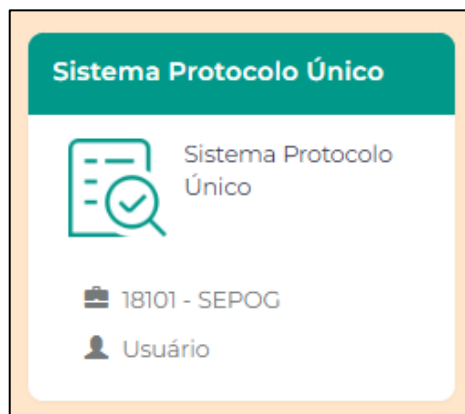 Sistema Protocolo Único
Sistema Protocolo
Único
18101 - SEPOG
Usuário